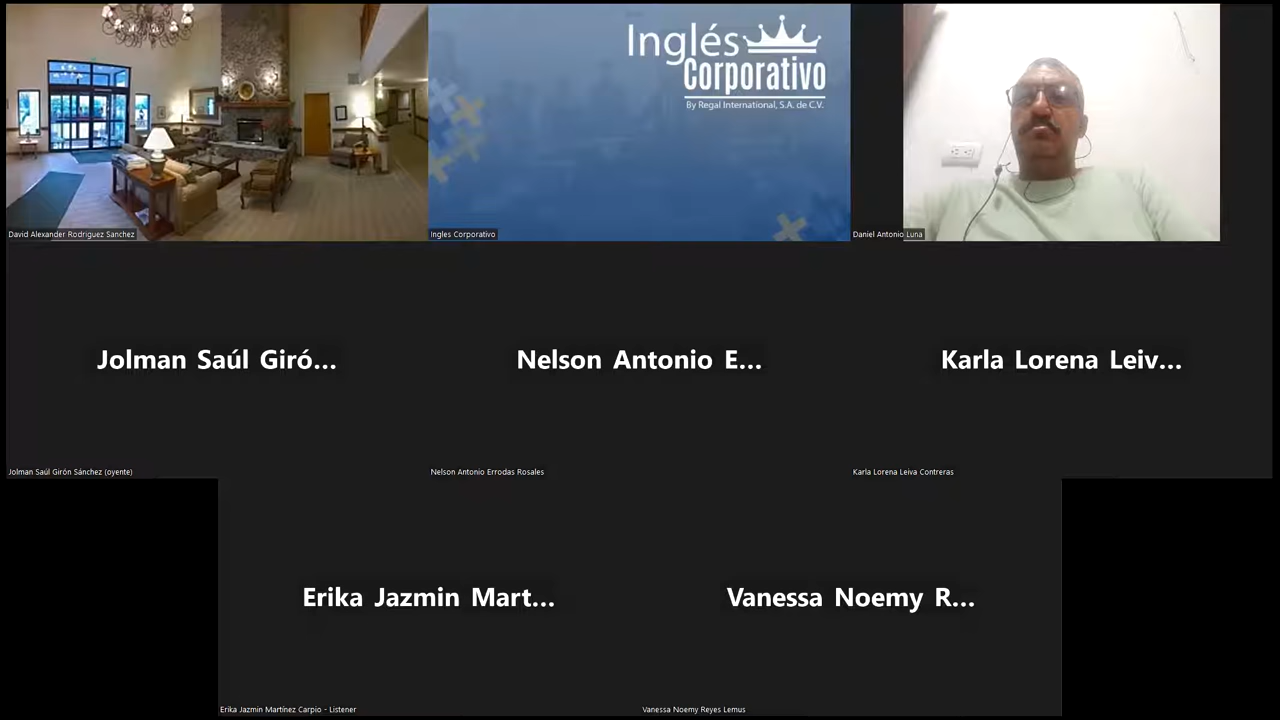 Inglés
Corporativo
By Regal International, S.A. de C.V.
David Alexander Rodriguez Sanchez
Ingles Corporativo
Daniel Antonio Luna
Jolman Saúl Giró...
Nelson Antonio E...
Karla Lorena Leiv...
Jolman Saúl Girón Sánchez (oyente)
Nelson Antonio Errodas Rosales
Karla Lorena Leiva Contreras
Erika Jazmin Mart...
Vanessa Noemy R...
Erika Jazmin Martínez Carpio - Listener
Vanessa Noemy Reyes Lemus